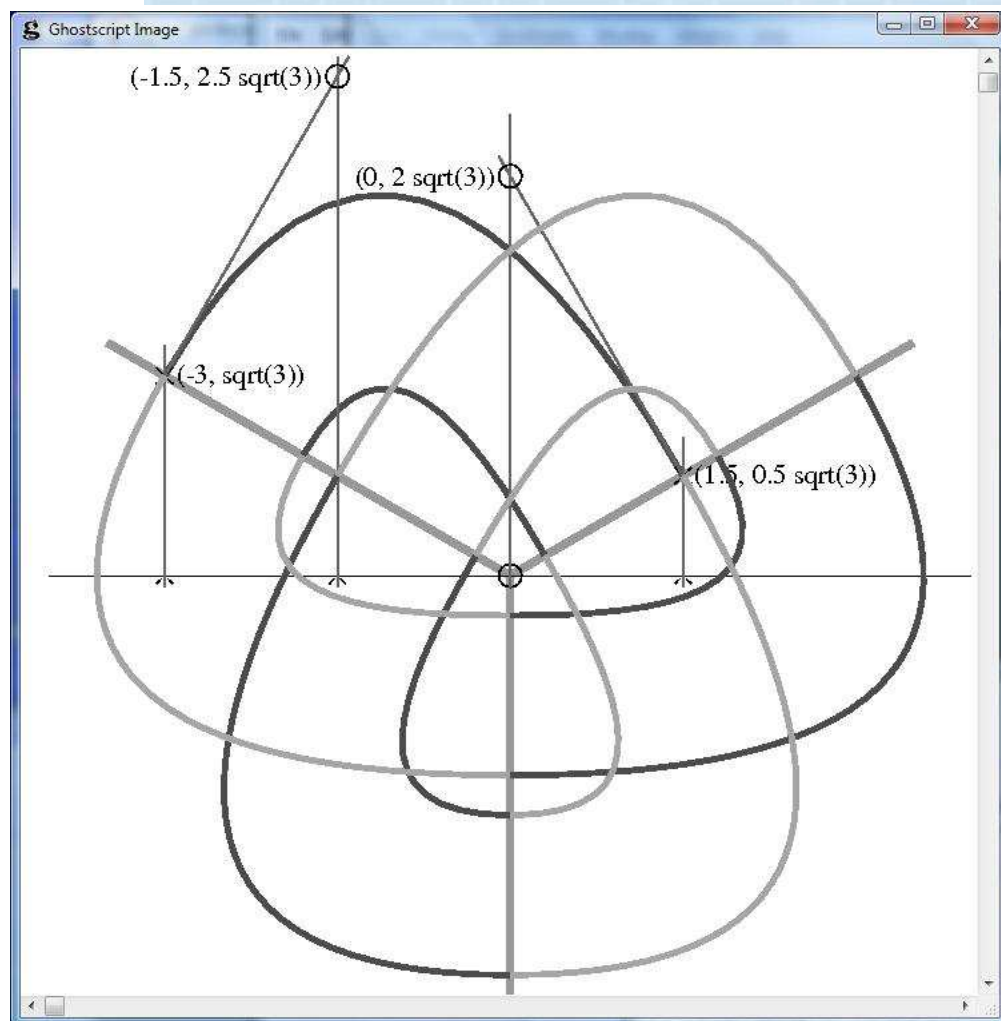 Ghostscript Image
(-1.5, 2.5 sqrt(3))
(0, 2 sqrt(3))
(-3, sqrt(3))
(1.5, 0.5 sqrt(3))